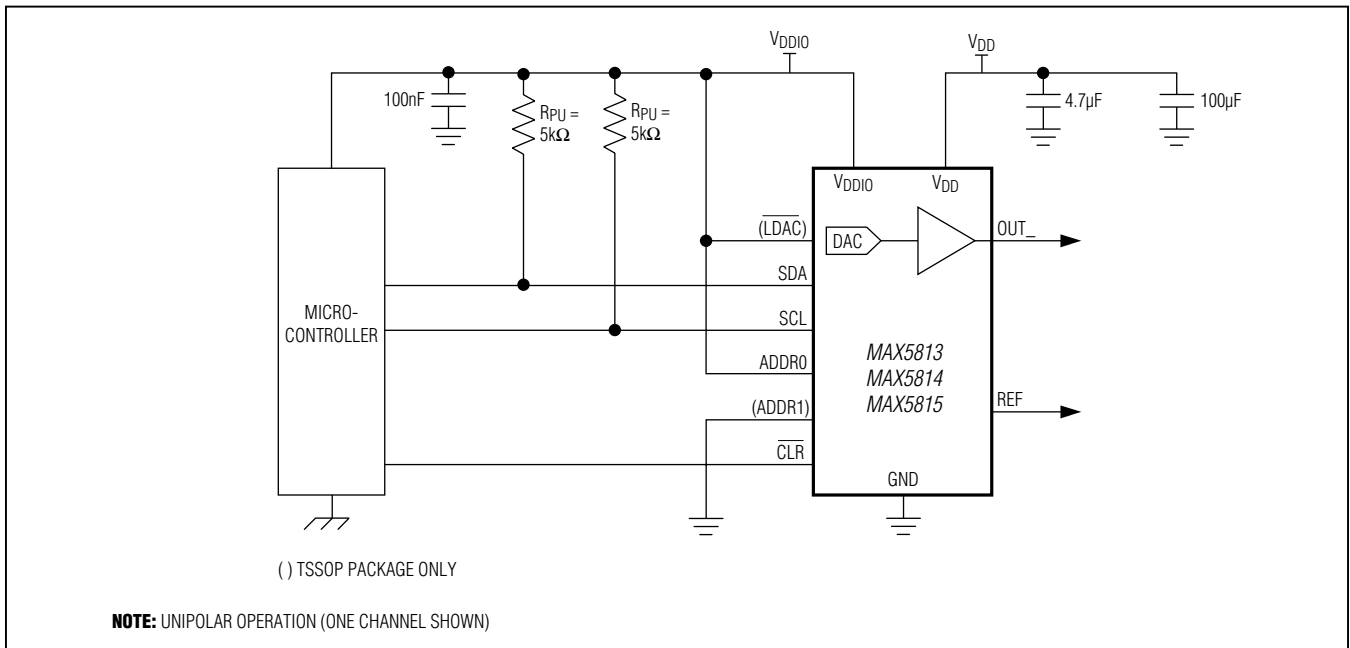 VDDIO
VDD
100nF
RPU =
5kΩ
RPU =
5kΩ
4.7µF
100µF
VDDIO
VDD
(LDAC)
DAC
OUT_
SDA
MICRO-
CONTROLLER
SCL
MAX5813
MAX5814
MAX5815
ADDR0
(ADDR1)
REF
CLR
GND
( ) TSSOP PACKAGE ONLY
NOTE: UNIPOLAR OPERATION (ONE CHANNEL SHOWN)